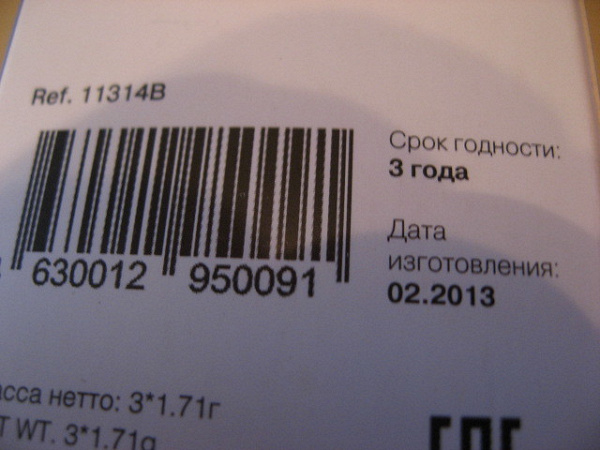 Ref. 11314B
Срок годности:
3 года
Дата
изготовления:
02.2013
630012 950091
нетто: 3*1.71г
WT. 3*1.71g